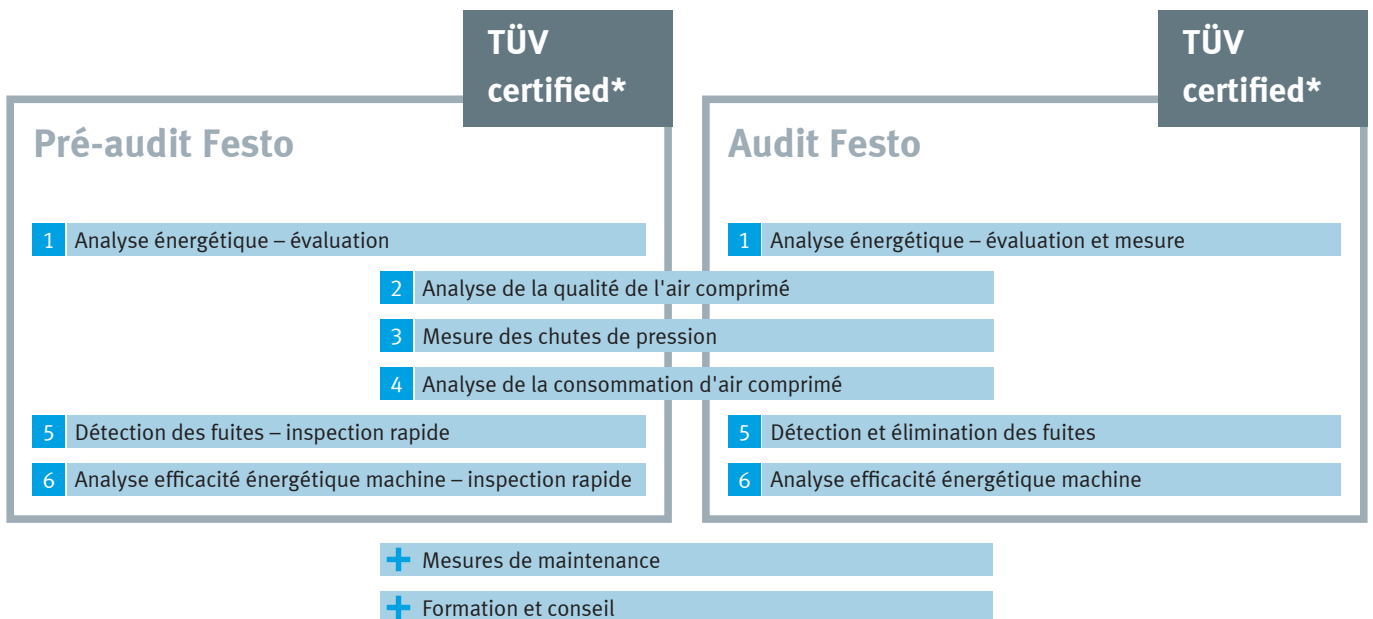 TÜV
certified*
Pré-audit Festo
1 Analyse énergétique – évaluation
TÜV
certified*
Audit Festo
1 Analyse énergétique – évaluation et mesure
2 Analyse de la qualité de l'air comprimé
3 Mesure des chutes de pression
4 Analyse de la consommation d'air comprimé
5 Détection des fuites – inspection rapide
6 Analyse efficacité énergétique machine – inspection rapide
5 Détection et élimination des fuites
6 Analyse efficacité énergétique machine
+ Mesures de maintenance
+ Formation et conseil